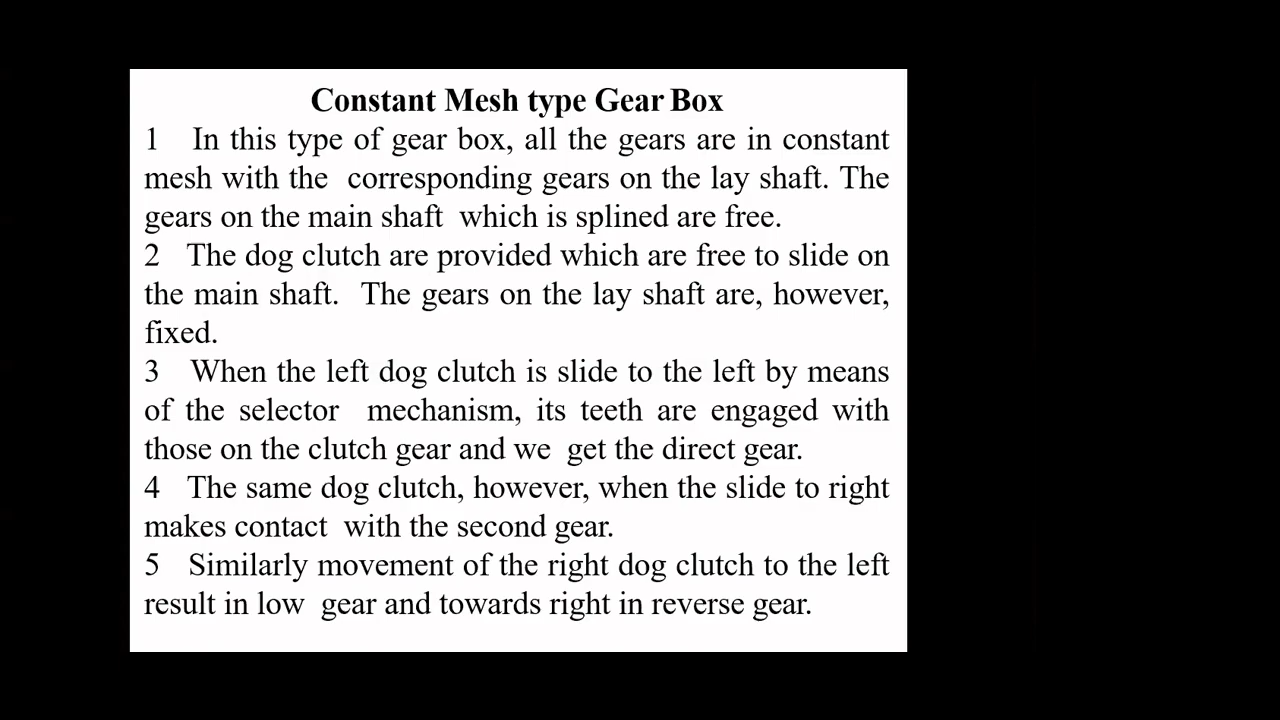 Constant Mesh type Gear Box
1 In this type of gear box, all the gears are in constant
mesh with the corresponding gears on the lay shaft. The
gears on the main shaft which is splined are free.
2 The dog clutch are provided which are free to slide on
the main shaft. The gears on the lay shaft are, however,
fixed.
3 When the left dog clutch is slide to the left by means
of the selector mechanism, its teeth are engaged with
those on the clutch gear and we get the direct gear.
4 The same dog clutch, however, when the slide to right
makes contact with the second gear.
5 Similarly movement of the right dog clutch to the left
result in low gear and towards right in reverse gear.